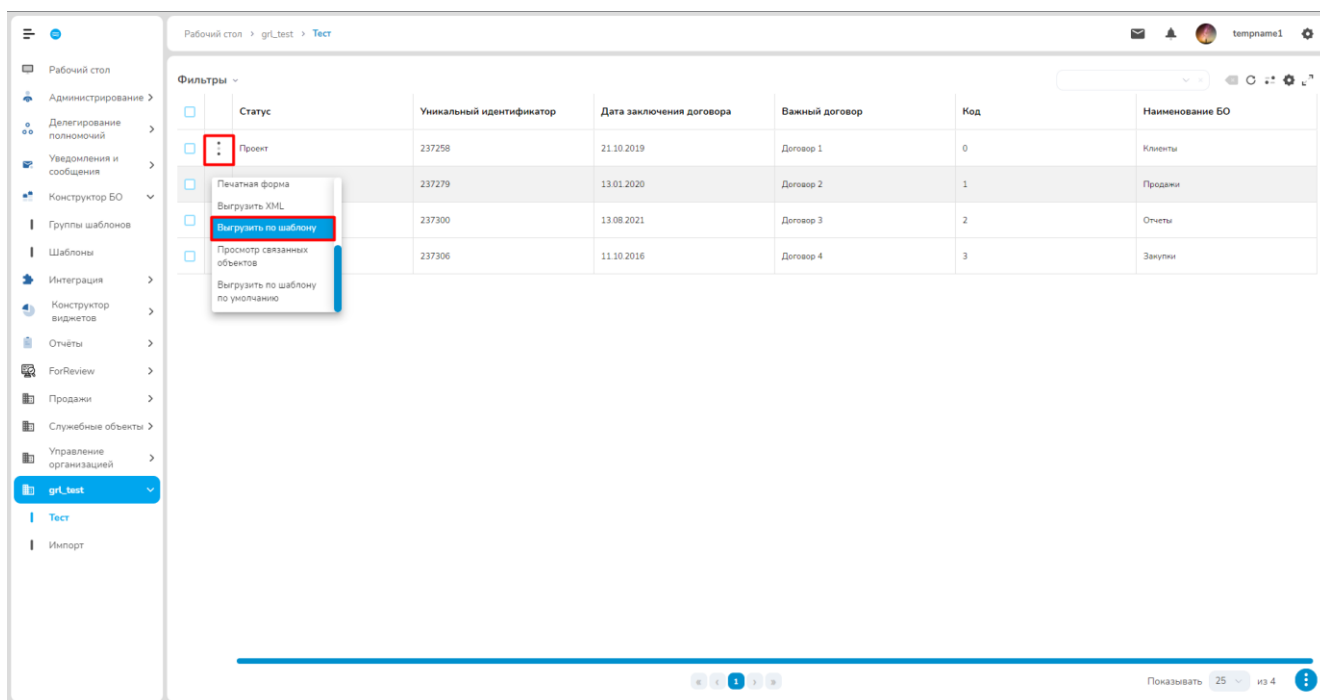 Рабочий стол > grl_test > Тест
tempname1
Рабочий стол
Администрирование
Делегирование
полномочий
Уведомления и
сообщения
Конструктор БО
Группы шаблонов
Шаблоны
Интеграция
Конструктор
виджетов
Отчёты
ForReview
Продажи
Служебные объекты
Управление
организацией
grl_test
Тест
Импорт
Фильтры
Статус Уникальный идентификатор Дата заключения договора Важный договор Код Наименование БО
Проект 237258 21.10.2019 Договор 1 0 Клиенты
237279 13.01.2020 Договор 2 1 Продажи
237300 13.08.2021 Договор 3 2 Отчеты
237306 11.10.2016 Договор 4 3 Закупки
Печатная форма
Выгрузить XML
Выгрузить по шаблону
Просмотр связанных
объектов
Выгрузить по шаблону
по умолчанию
« ‹ 1 › »
Показывать 25 из 4